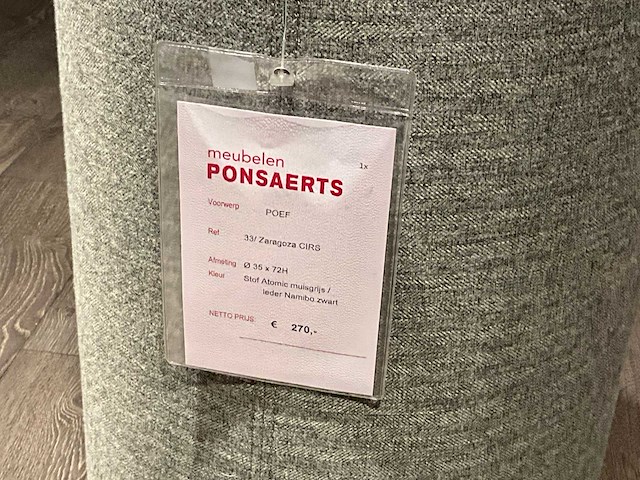 meubelen
PONSAERTS
1x
Voorwerp POEF
Ref 33/ Zaragoza CIRS
Afmeting Ø 35 x 72H
Kleur Stof Atomic muisgrijs /
leder Namibo zwart
NETTO PRIJS: € 270,-